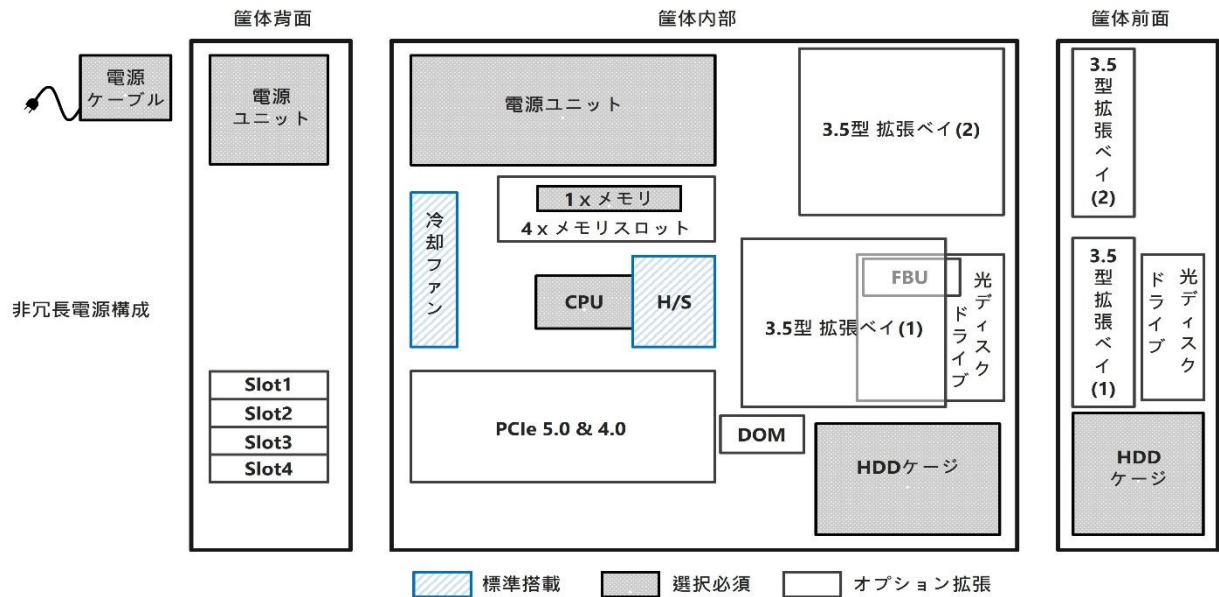 筐体背面
筐体内部
筐体前面
電源
ケーブル
電源
ユニット
Slot1
Slot2
Slot3
Slot4
非冗長電源構成
電源ユニット
3.5型 拡張ベイ(2)
1xメモリ
4xメモリスロット
冷却ファン
CPU
H/S
FBU
3.5型 拡張ベイ(1)
光ディスク
ドライブ
PCIe 5.0 & 4.0
DOM
HDDケージ
3.5型拡張ベイ(2)
3.5型拡張ベイ(1)
光ディスク
ドライブ
HDD
ケージ
標準搭載
選択必須
オプション拡張